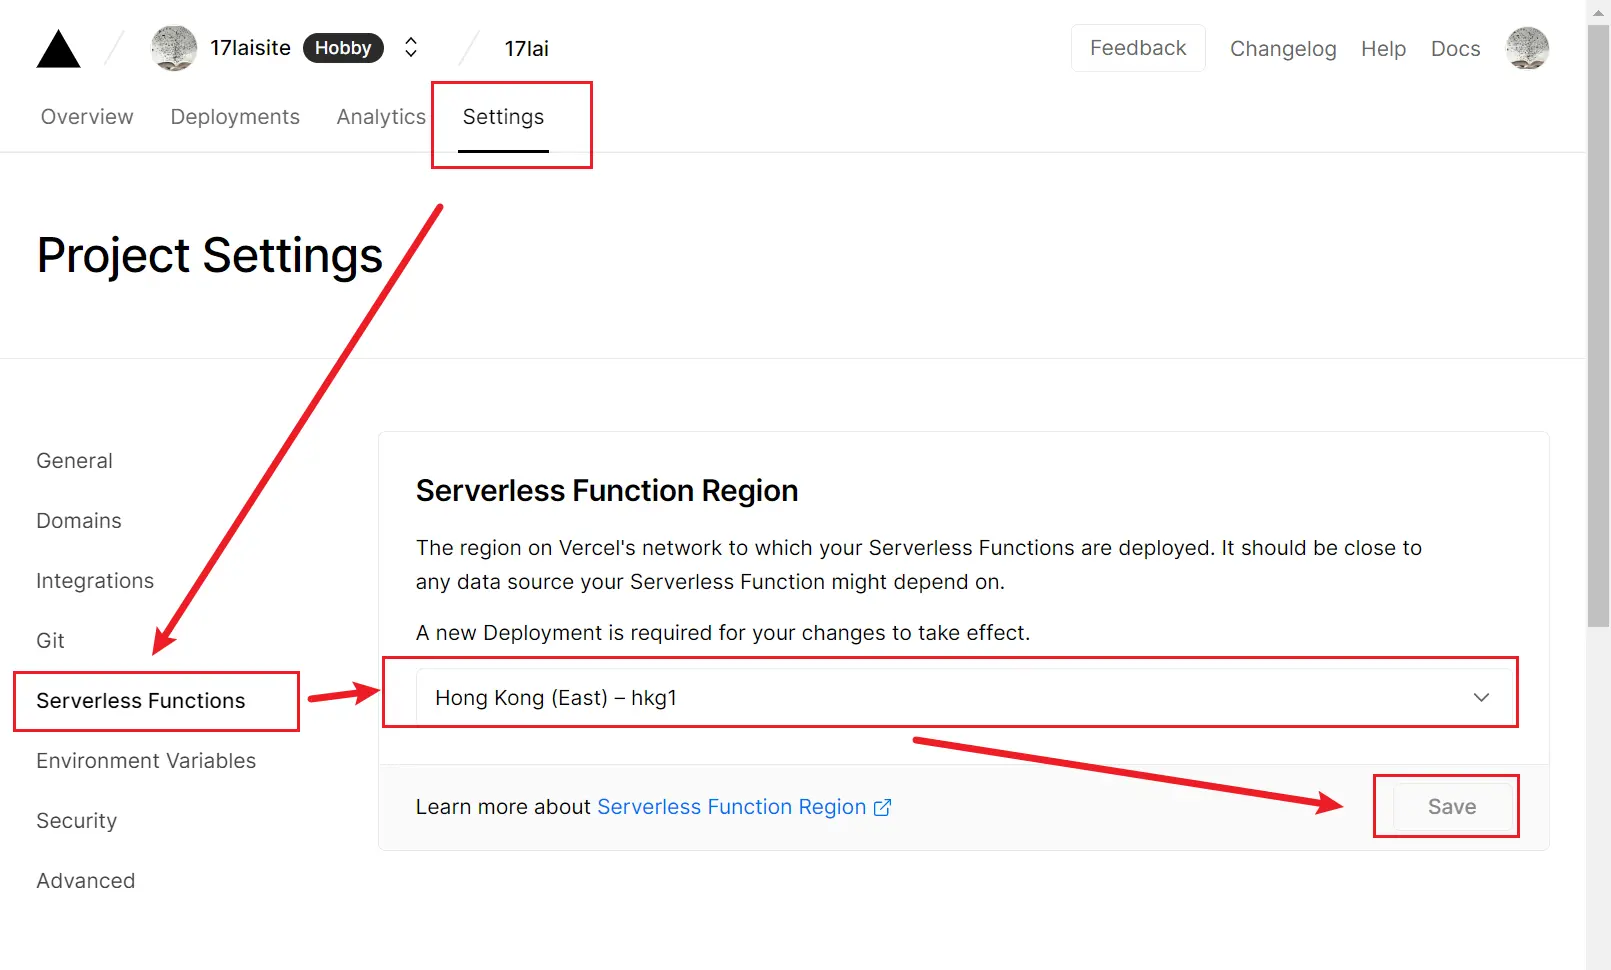 17laisite Hobby 17lai Feedback Changelog Help Docs
Overview Deployments Analytics Settings
Project Settings
General
Domains
Integrations
Git
Serverless Functions
Environment Variables
Security
Advanced
Serverless Function Region
The region on Vercel's network to which your Serverless Functions are deployed. It should be close to
any data source your Serverless Function might depend on.
A new Deployment is required for your changes to take effect.
Hong Kong (East) – hkg1
Learn more about Serverless Function Region
Save